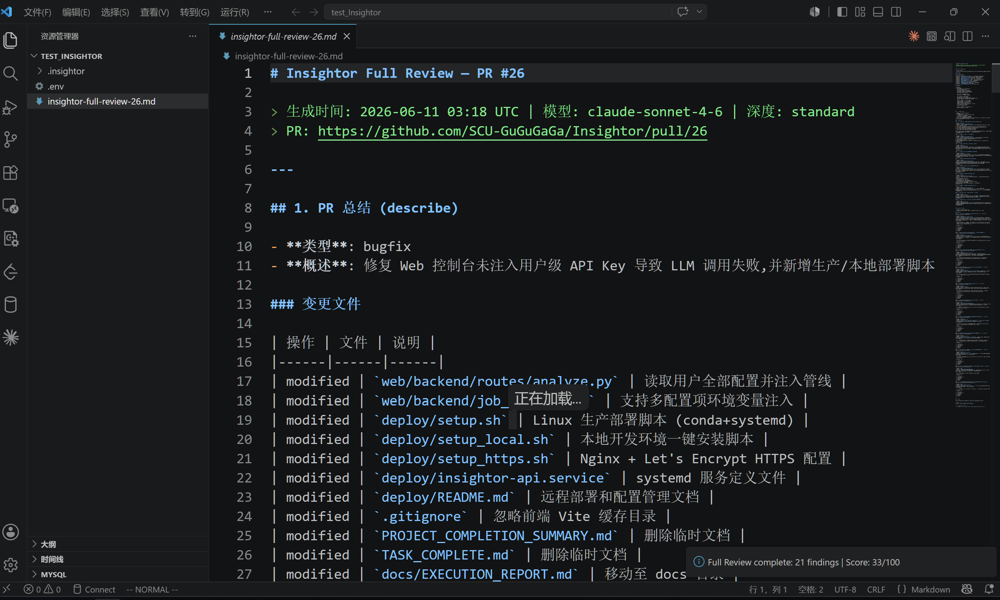 文件(F) 编辑(E) 选择(S) 查看(V) 转到(G) 运行(R) ··· test_Insightor
资源管理器 ···
TEST_INSIGHTOR
.insightor
.env
insightor-full-review-26.md
大纲
时间线
MYSQL
insightor-full-review-26.md
insightor-full-review-26.md
1 # Insightor Full Review — PR #26
2
3 > 生成时间: 2026-06-11 03:18 UTC | 模型: claude-sonnet-4-6 | 深度: standard
4 > PR: https://github.com/SCU-GuGuGaGa/Insightor/pull/26
5
6 ---
7
8 ## 1. PR 总结 (describe)
9
10 - **类型**: bugfix
11 - **概述**: 修复 Web 控制台未注入用户级 API Key 导致 LLM 调用失败,并新增生产/本地部署脚本
12
13 ### 变更文件
14
15 | 操作 | 文件 | 说明 |
16 |------|------|------|
17 | modified | `web/backend/routes/analyze.py` | 读取用户全部配置并注入管线 |
18 | modified | `web/backend/job_ ` | 支持多配置项环境变量注入 |
正在加载...
19 | modified | `deploy/setup.sh` | Linux 生产部署脚本 (conda+systemd) |
20 | modified | `deploy/setup_local.sh` | 本地开发环境一键安装脚本 |
21 | modified | `deploy/setup_https.sh` | Nginx + Let's Encrypt HTTPS 配置 |
22 | modified | `deploy/insightor-api.service` | systemd 服务定义文件 |
23 | modified | `deploy/README.md` | 远程部署和配置管理文档 |
24 | modified | `.gitignore` | 忽略前端 Vite 缓存目录 |
25 | modified | `PROJECT_COMPLETION_SUMMARY.md` | 删除临时文档 |
26 | modified | `TASK_COMPLETE.md` | 删除临时文档 |
27 | modified | `docs/EXECUTION_REPORT.md` | 移动至 docs 目录 |
Full Review complete: 21 findings | Score: 33/100
0 0 Connect -- NORMAL -- 行 1，列 1 空格: 2 UTF-8 CRLF { } Markdown